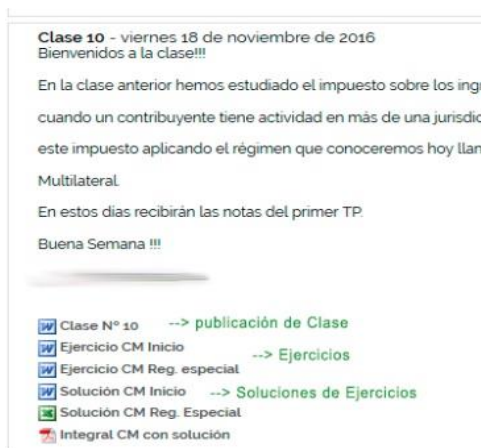 Clase 10 - viernes 18 de noviembre de 2016
Bienvenidos a la clase!!!
En la clase anterior hemos estudiado el impuesto sobre los
cuando un contribuyente tiene actividad en más de una
este impuesto aplicando el régimen que conoceremos hoy
Multilateral.
En estos días recibirán las notas del primer TP.
Buena Semana !!!
Clase Nº 10 --> publicación de Clase
Ejercicio CM Inicio
--> Ejercicios
Ejercicio CM Reg. especial
Solución CM Inicio --> Soluciones de Ejercicios
Solución CM Reg. Especial
Integral CM con solución